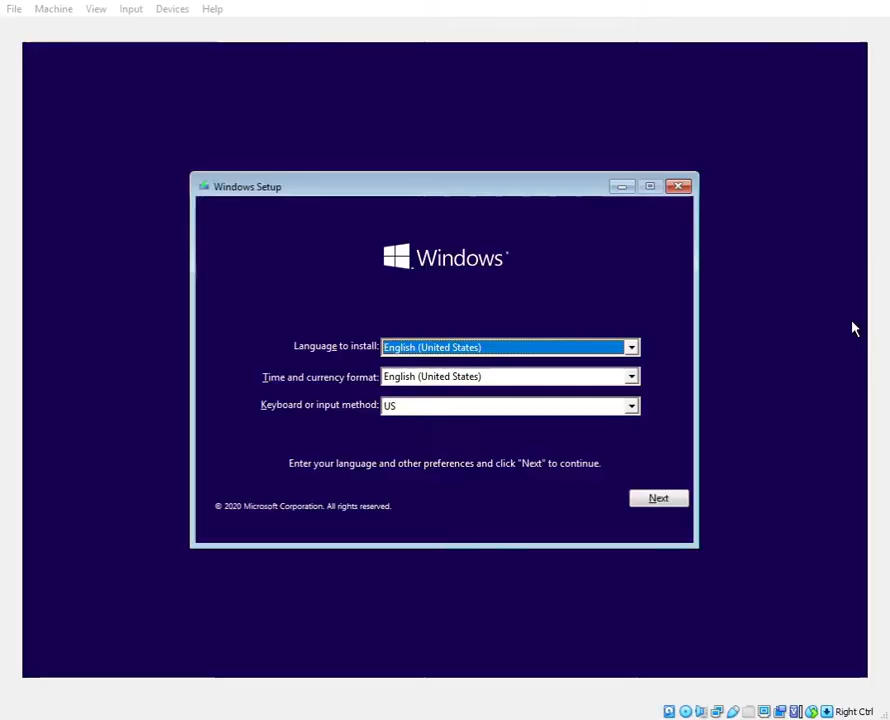 File Machine View Input Devices Help
Windows Setup
Windows
Language to install: English (United States)
Time and currency format: English (United States)
Keyboard or input method: US
Enter your language and other preferences and click "Next" to continue.
Next
© 2020 Microsoft Corporation. All rights reserved.
Right Ctrl